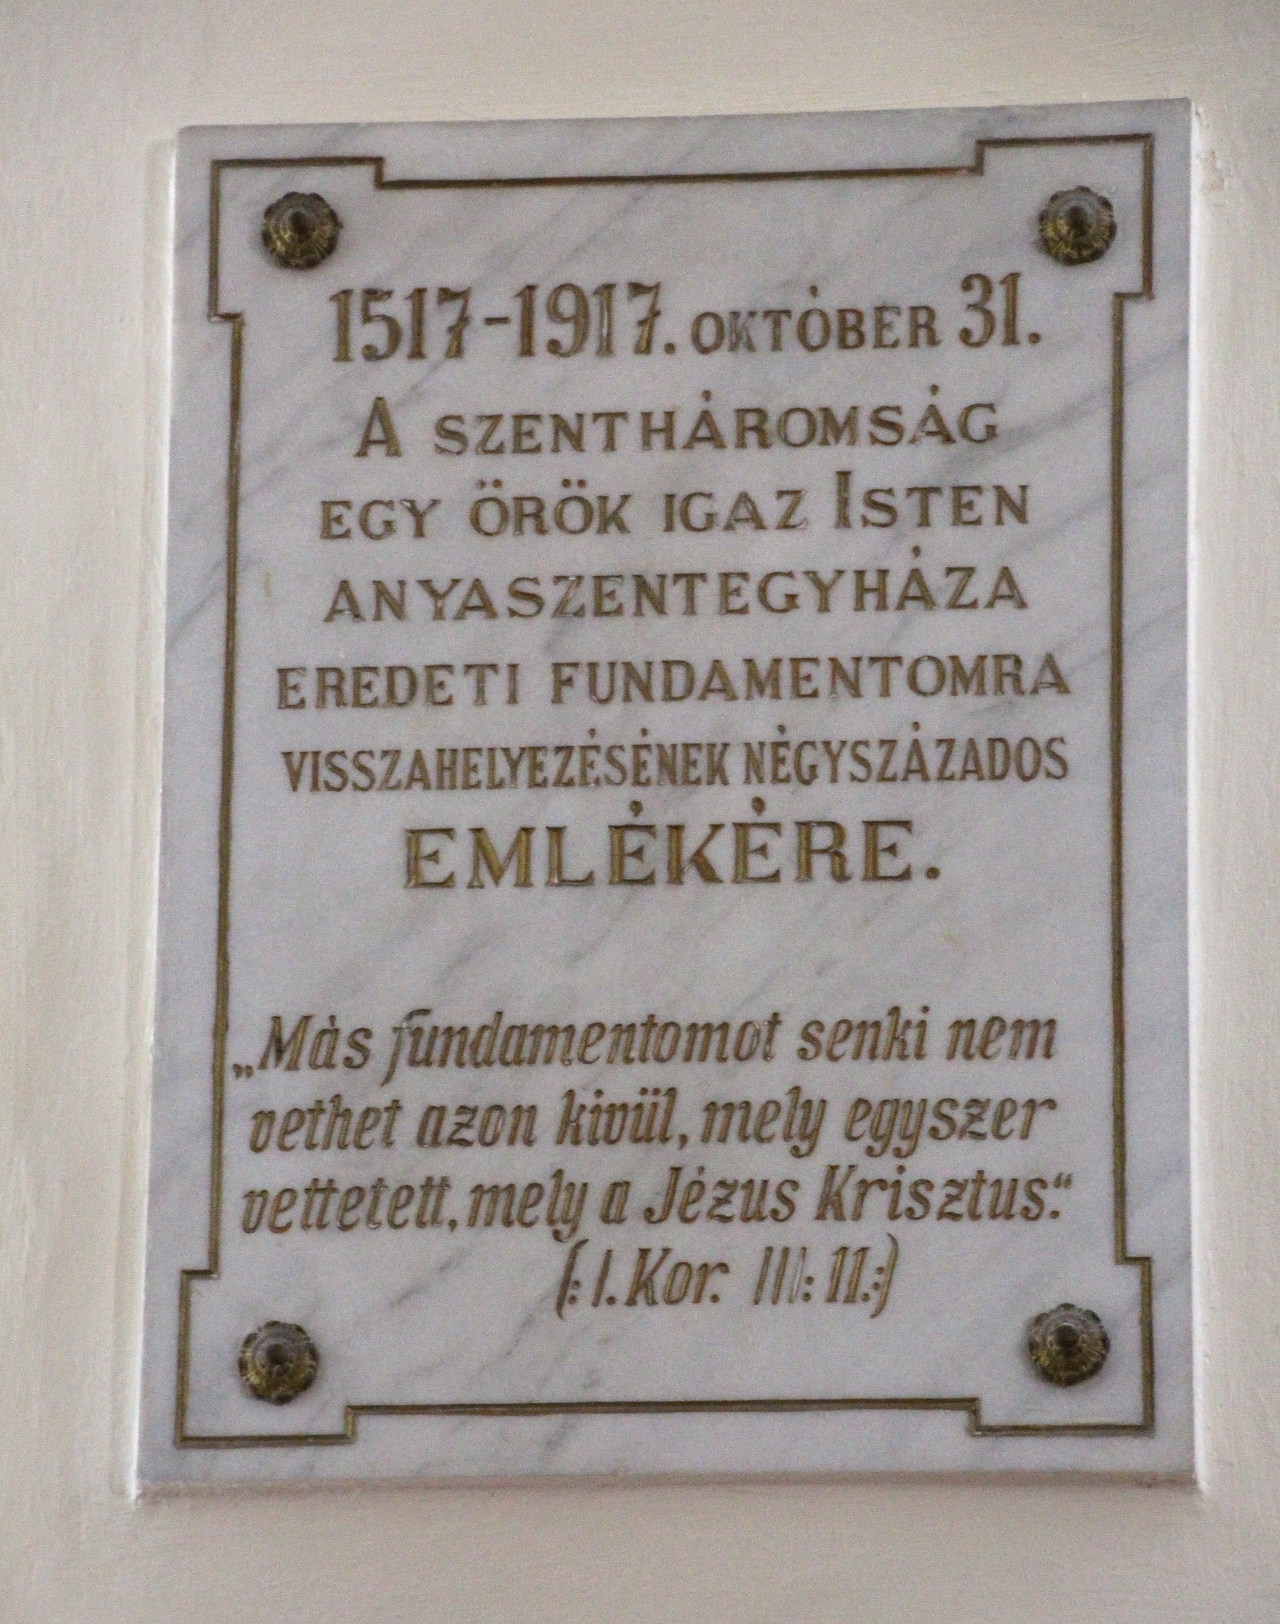 1517-1917. OKTÓBER 31.
A SZENTHÁROMSÁG
EGY ÖRÖK IGAZ ISTEN
ANYASZENTEGYHÁZA
EREDETI FUNDAMENTOMRA
VISSZAHELYEZÉSÉNEK NÉGYSZÁZADOS
EMLÉKÉRE.
„Más fundamentomot senki nem
vethet azon kivül, mely egyszer
vettetett, mely a Jézus Krisztus."
(: I. Kor. III: 11:)